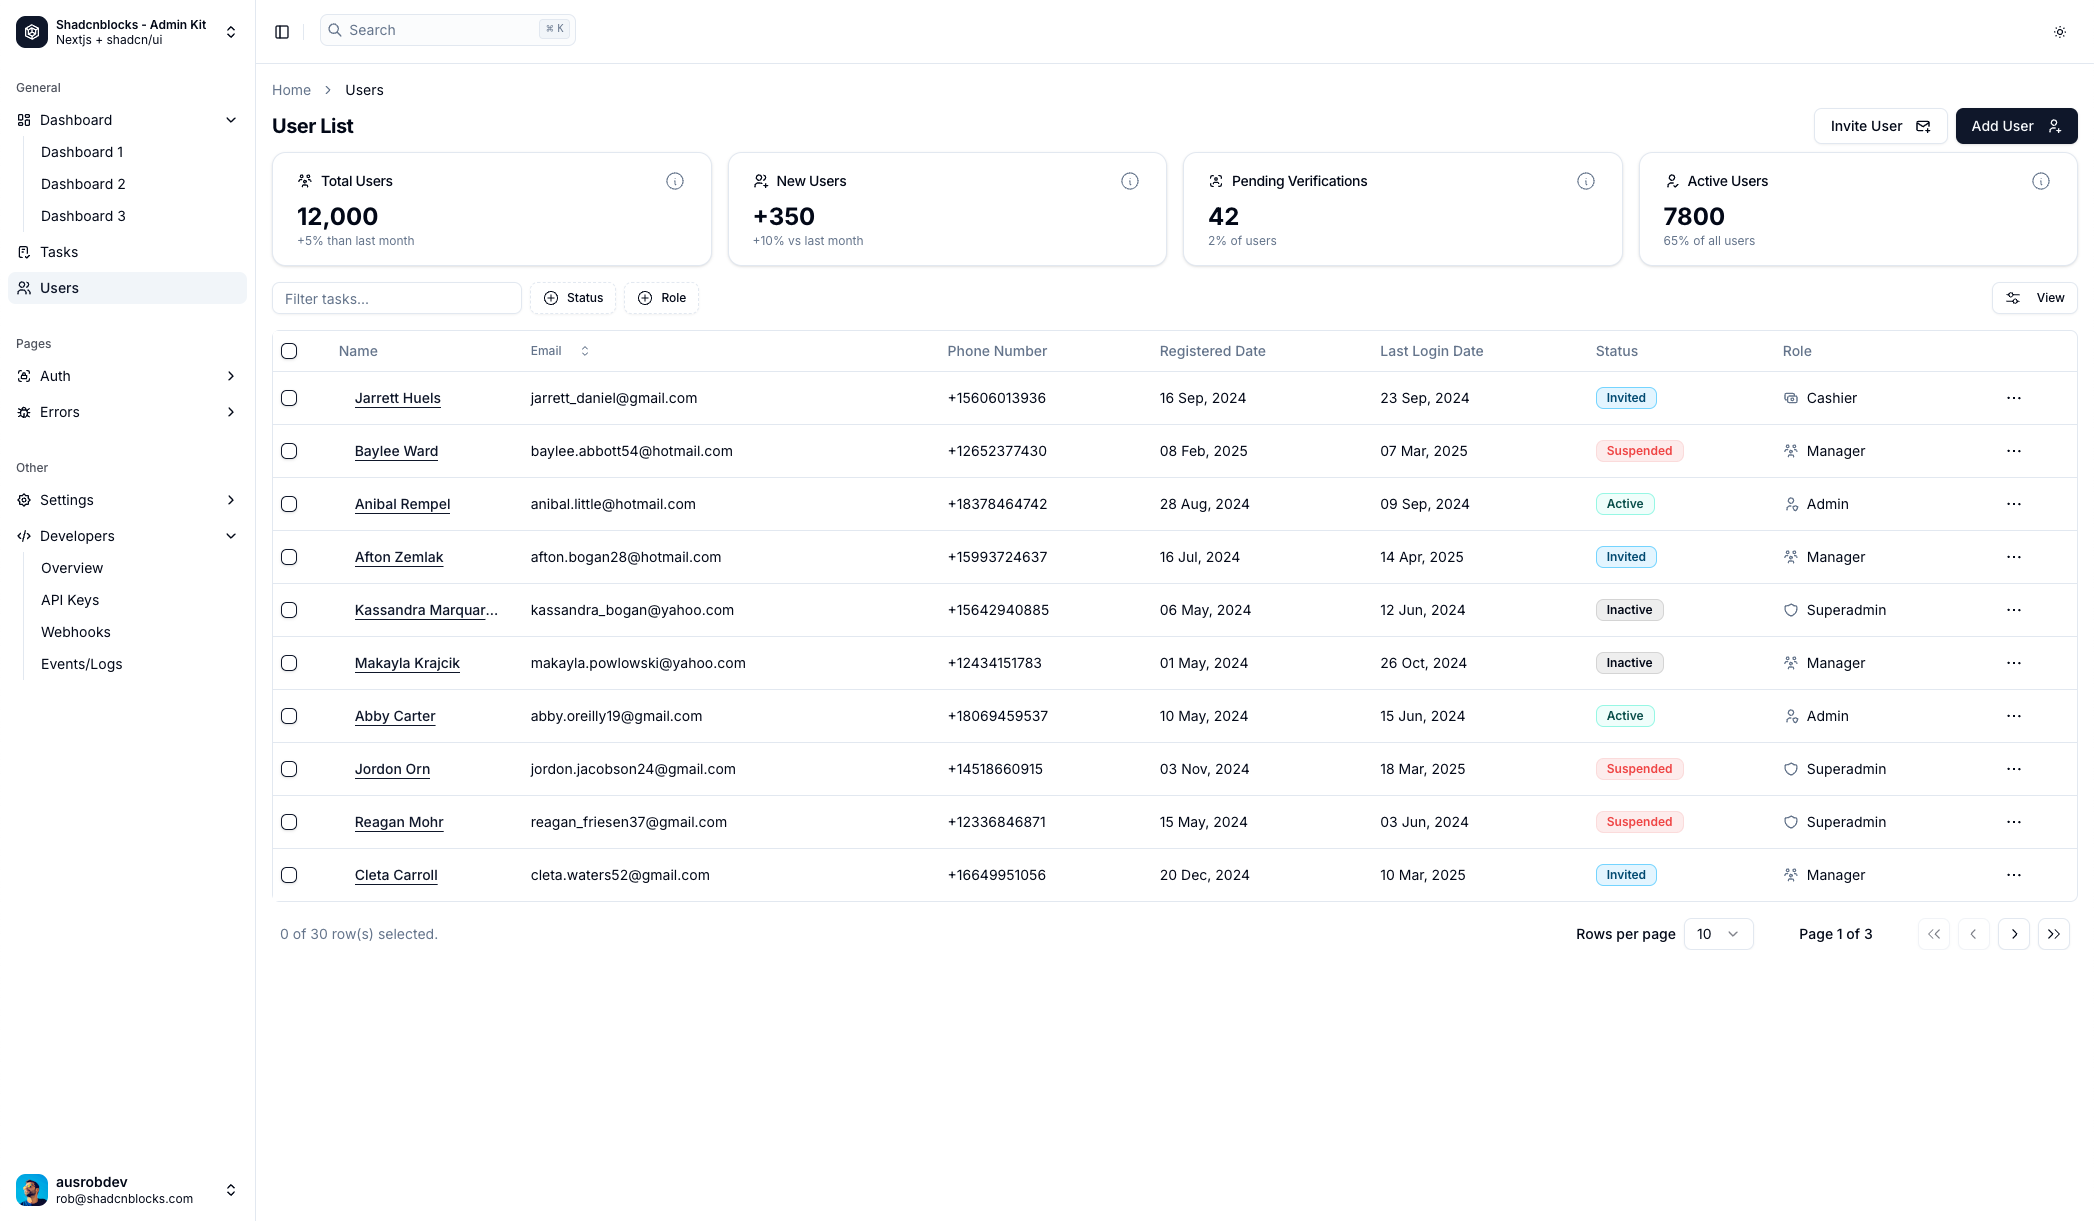 Shadcnblocks - Admin Kit
Nextjs + shadcn/ui
Search
⌘ K
General
Dashboard
Dashboard 1
Dashboard 2
Dashboard 3
Tasks
Users
Pages
Auth
Errors
Other
Settings
Developers
Overview
API Keys
Webhooks
Events/Logs
ausrobdev
rob@shadcnblocks.com
Home Users
User List
Invite User
Add User
Total Users
12,000
+5% than last month
New Users
+350
+10% vs last month
Pending Verifications
42
2% of users
Active Users
7800
65% of all users
Filter tasks...
Status
Role
View
Name Email Phone Number Registered Date Last Login Date Status Role
Jarrett Huels jarrett_daniel@gmail.com +15606013936 16 Sep, 2024 23 Sep, 2024 Invited Cashier
Baylee Ward baylee.abbott54@hotmail.com +12652377430 08 Feb, 2025 07 Mar, 2025 Suspended Manager
Anibal Rempel anibal.little@hotmail.com +18378464742 28 Aug, 2024 09 Sep, 2024 Active Admin
Afton Zemlak afton.bogan28@hotmail.com +15993724637 16 Jul, 2024 14 Apr, 2025 Invited Manager
Kassandra Marquar... kassandra_bogan@yahoo.com +15642940885 06 May, 2024 12 Jun, 2024 Inactive Superadmin
Makayla Krajcik makayla.powlowski@yahoo.com +12434151783 01 May, 2024 26 Oct, 2024 Inactive Manager
Abby Carter abby.oreilly19@gmail.com +18069459537 10 May, 2024 15 Jun, 2024 Active Admin
Jordon Orn jordon.jacobson24@gmail.com +14518660915 03 Nov, 2024 18 Mar, 2025 Suspended Superadmin
Reagan Mohr reagan_friesen37@gmail.com +12336846871 15 May, 2024 03 Jun, 2024 Suspended Superadmin
Cleta Carroll cleta.waters52@gmail.com +16649951056 20 Dec, 2024 10 Mar, 2025 Invited Manager
0 of 30 row(s) selected.
Rows per page 10
Page 1 of 3